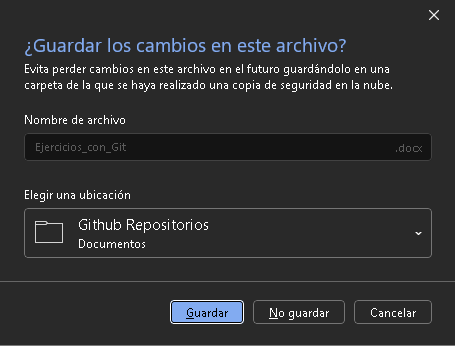 ¿Guardar los cambios en este archivo?
Evita perder cambios en este archivo en el futuro guardándolo en una
carpeta de la que se haya realizado una copia de seguridad en la nube.
Nombre de archivo
Ejercicios_con_Git .docx
Elegir una ubicación
Github Repositorios
Documentos
Guardar No guardar Cancelar